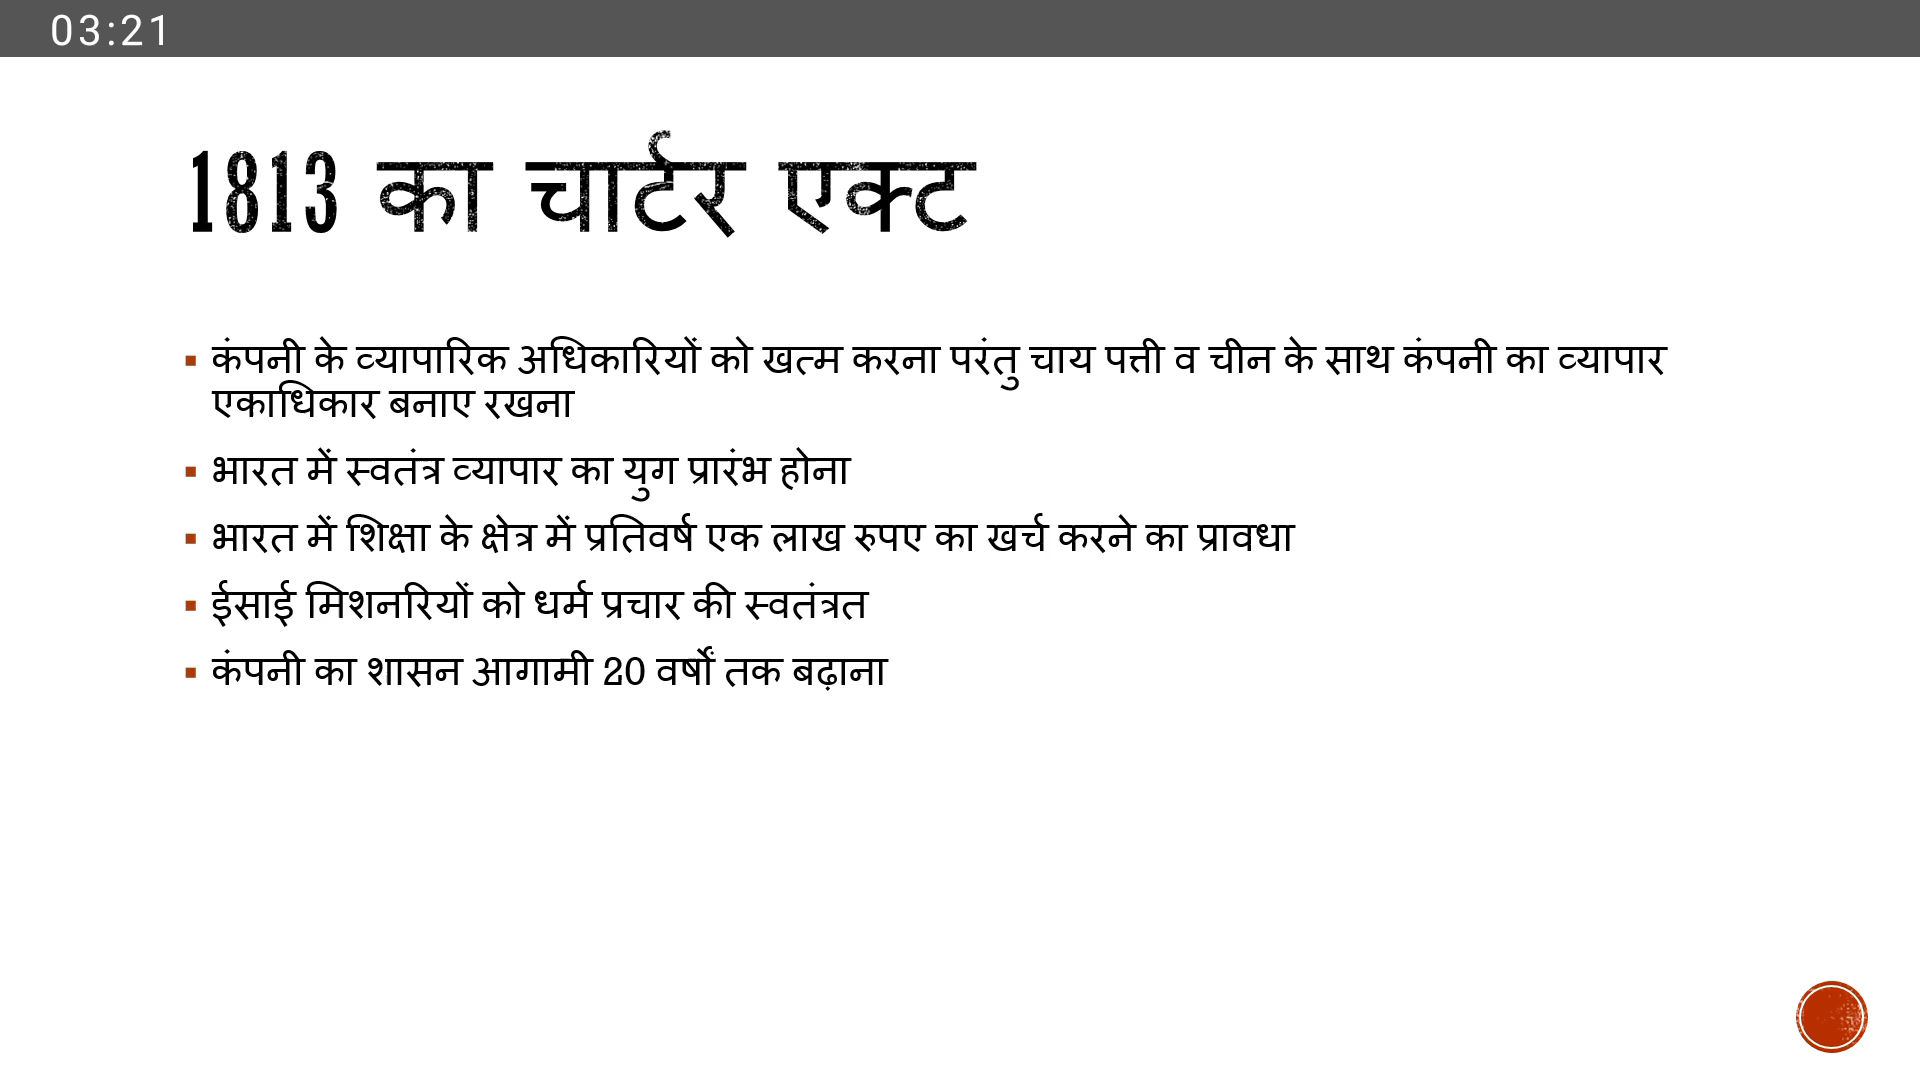 03:21
1813 का चार्टर एक्ट
▪ कंपनी के व्यापारिक अधिकारियों को खत्म करना परंतु चाय पत्ती व चीन के साथ कंपनी का व्यापार
एकाधिकार बनाए रखना
▪ भारत में स्वतंत्र व्यापार का युग प्रारंभ होना
▪ भारत में शिक्षा के क्षेत्र में प्रतिवर्ष एक लाख रुपए का खर्च करने का प्रावधा
▪ ईसाई मिशनरियों को धर्म प्रचार की स्वतंत्रत
▪ कंपनी का शासन आगामी 20 वर्षों तक बढ़ाना